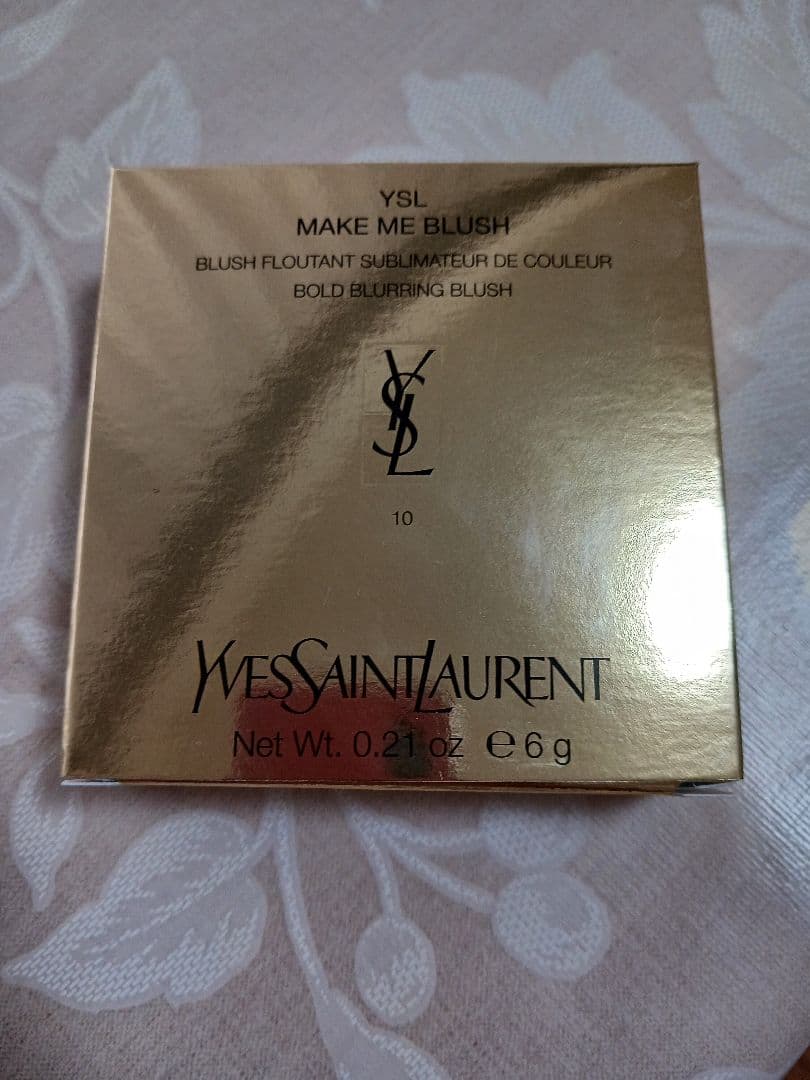 YSL
MAKE ME BLUSH
BLUSH FLOUTANT SUBLIMATEUR DE COULEUR
BOLD BLURRING BLUSH
YSL
10
YVESSAINTLAURENT
Net Wt. 0.21 oz ℮ 6 g